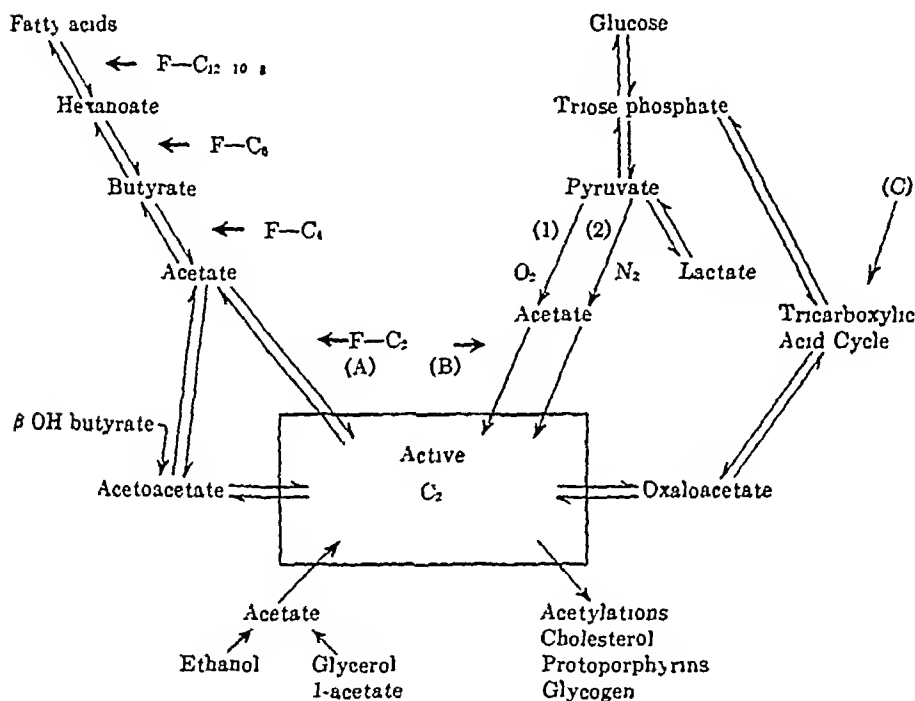 Fatty acids
Glucose
F—C₁₂ ₁₀ ₈
Hexanoate
Triose phosphate
F—C₆
Butyrate
Pyruvate
(C)
(1)
(2)
F—C₄
O₂
N₂
Lactate
Acetate
Acetate
Tricarboxylic
Acid Cycle
F—C₂
(A)
(B)
β OH butyrate
Active
C₂
Acetoacetate
Oxaloacetate
Acetate
Ethanol
Glycerol
1-acetate
Acetylations
Cholesterol
Protoporphyrins
Glycogen